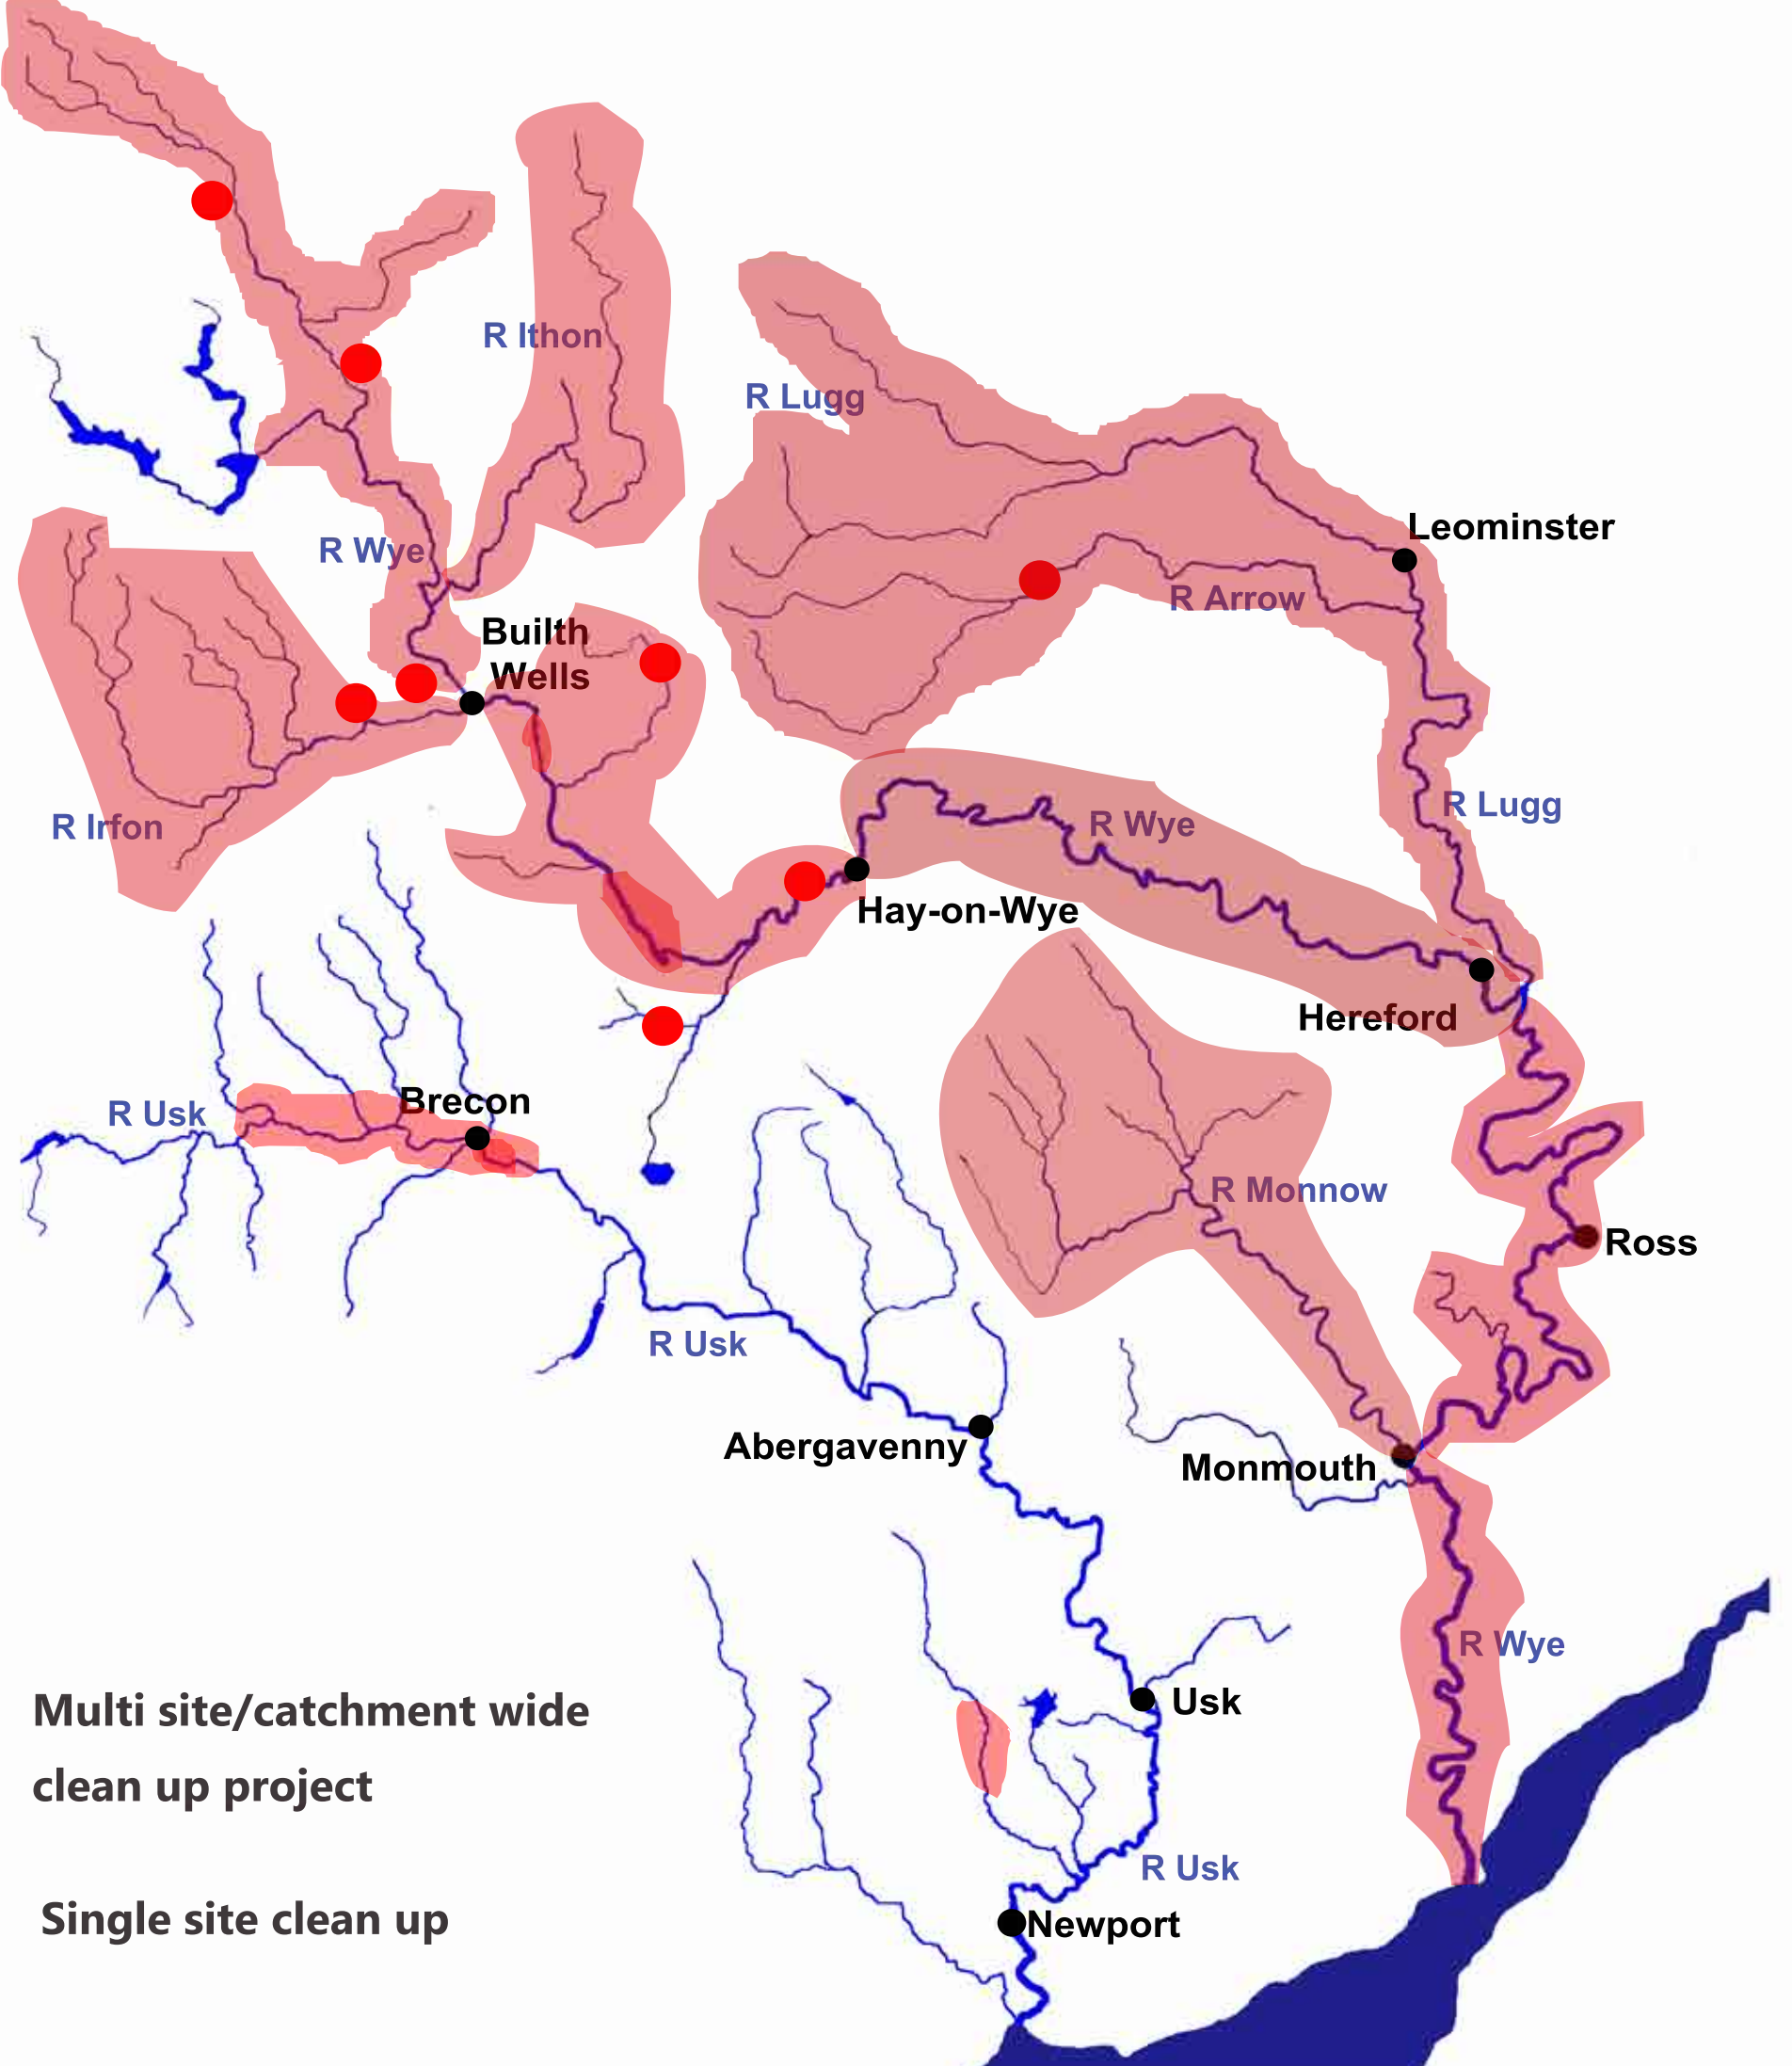 R Ithon
R Lugg
Leominster
R Wye
R Arrow
Builth
Wells
R Irfon
R Wye
R Lugg
Hay-on-Wye
Hereford
Brecon
R Usk
R Monnow
Ross
R Usk
Abergavenny
Monmouth
R Wye
Usk
Multi site/catchment wide
clean up project
R Usk
Single site clean up
Newport